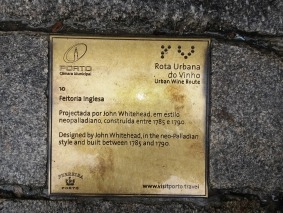 PORTO
Câmara Municipal
rv
Rota Urbana
do Vinho
Urban Wine Route
10
Feitoria Inglesa
Projectada por John Whitehead, em estilo
neopalladiano, construída entre 1785 e 1790.
Designed by John Whitehead, in the neo-Palladian
style and built between 1785 and 1790.
FERREIRA
PORTO
www.visitporto.travel